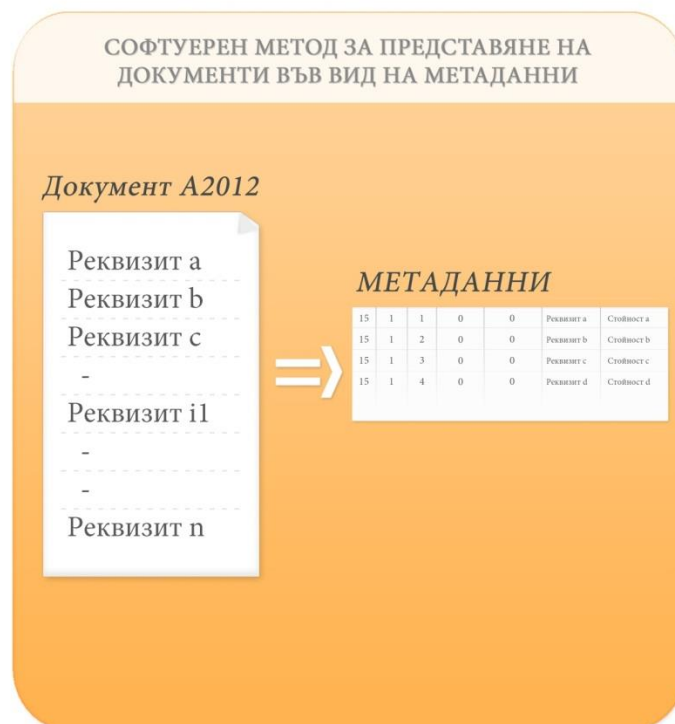 СОФТУЕРЕН МЕТОД ЗА ПРЕДСТАВЯНЕ НА
ДОКУМЕНТИ ВЪВ ВИД НА МЕТАДАННИ
Документ А2012
Реквизит a
Реквизит b
Реквизит c
-
Реквизит i1
-
-
Реквизит n
МЕТАДАННИ
15 1 1 0 0 Реквизит a Стойност a
15 1 2 0 0 Реквизит b Стойност b
15 1 3 0 0 Реквизит c Стойност c
15 1 4 0 0 Реквизит d Стойност d